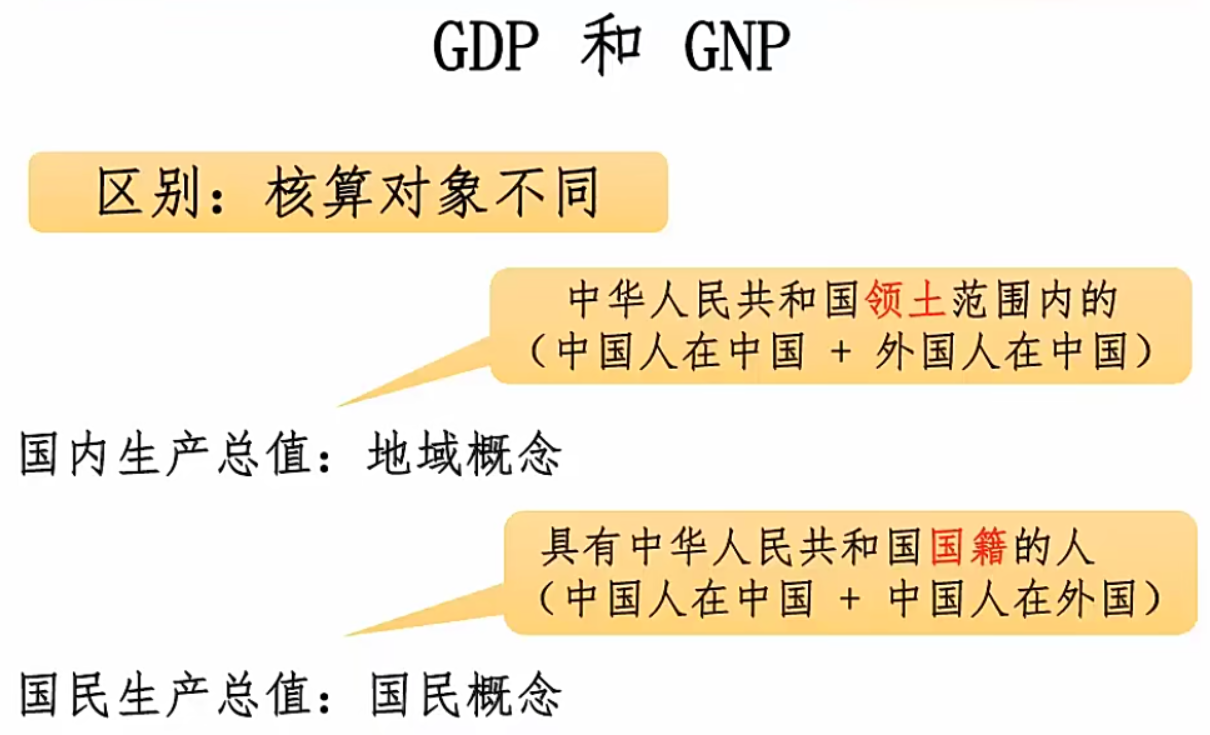 GDP 和 GNP
区别：核算对象不同
中华人民共和国领土范围内的
（中国人在中国 + 外国人在中国）
国内生产总值：地域概念
具有中华人民共和国国籍的人
（中国人在中国 + 中国人在外国）
国民生产总值：国民概念